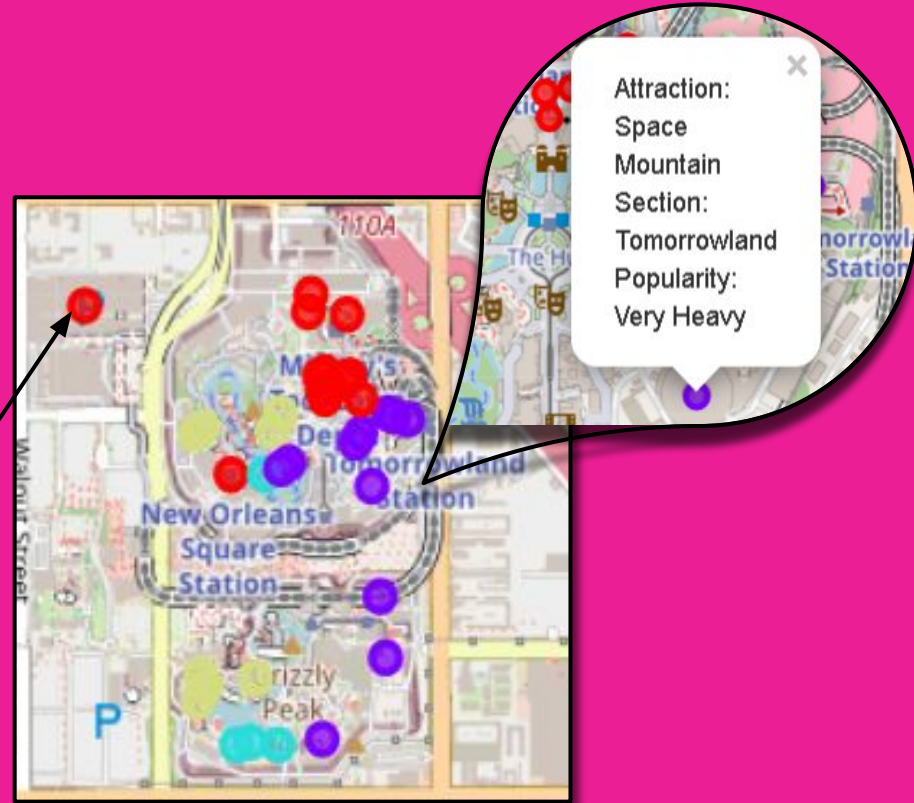 Attraction:
Space
Mountain
Section:
Tomorrowland
Popularity:
Very Heavy
×
The Hu
Station
110A
Tomorrowland
Station
New Orleans
Square
Station
Walnut Street
Grizzly
Peak
P